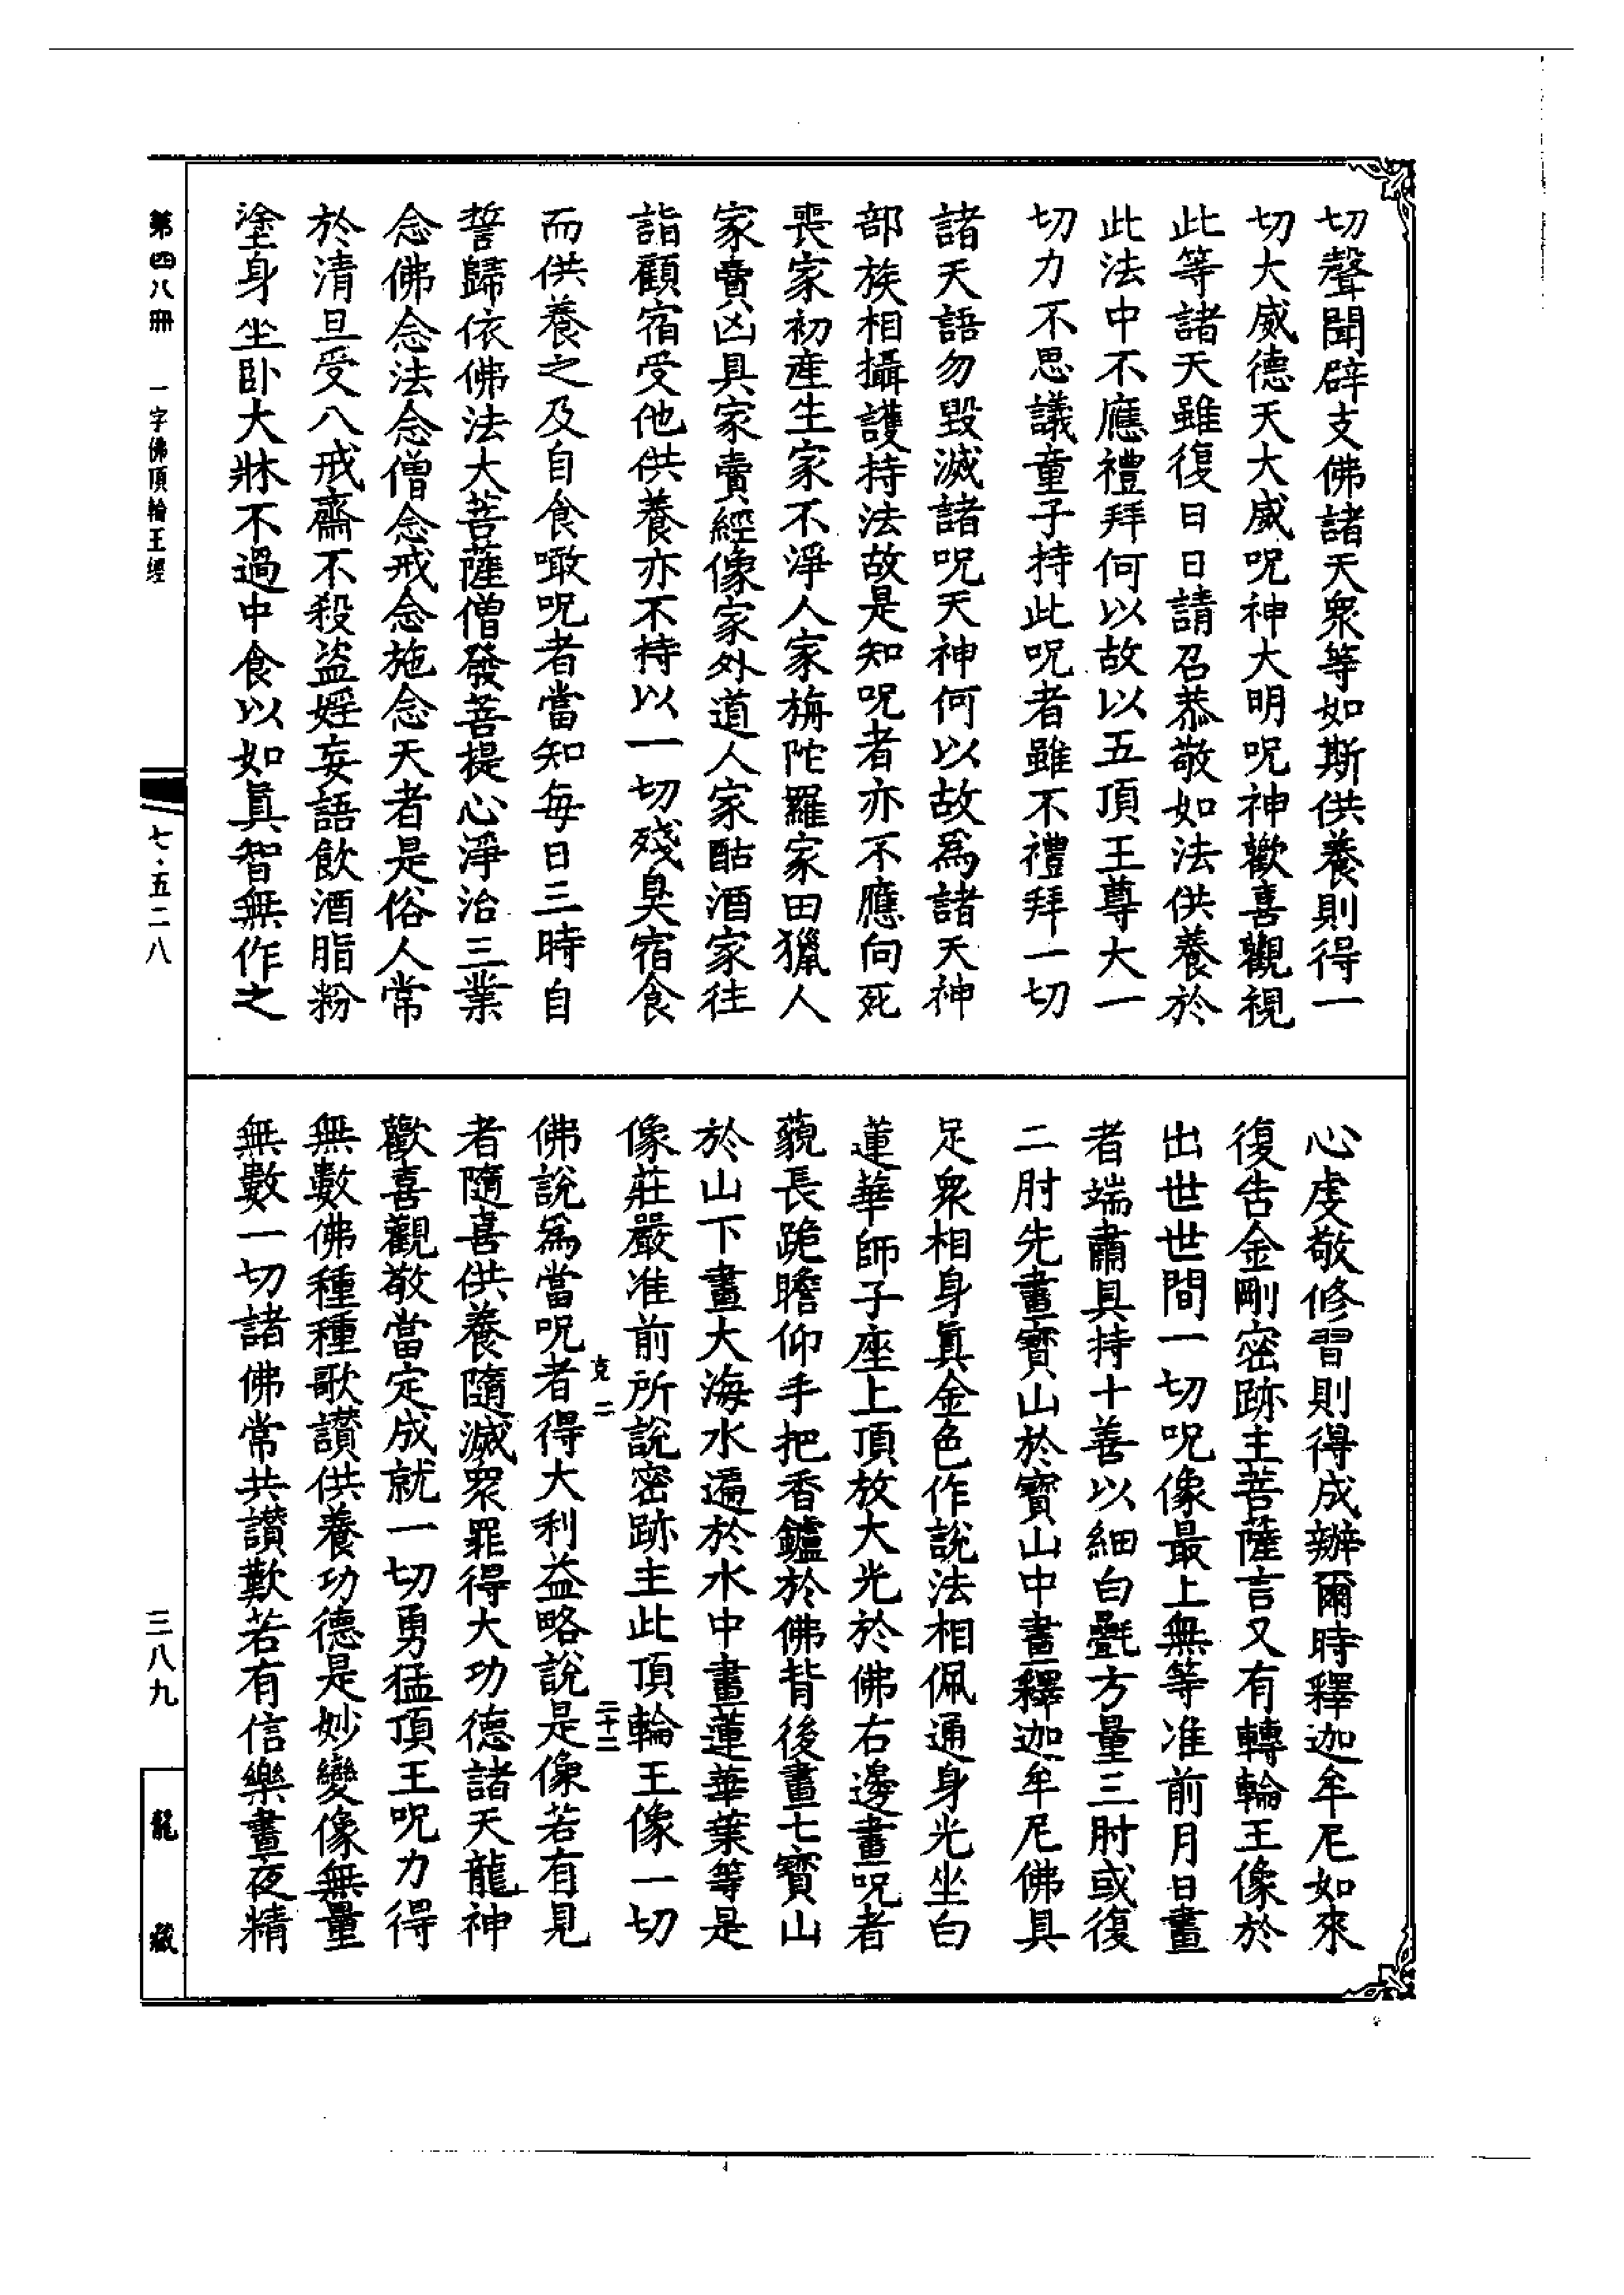 切聲聞辟支佛諸天衆等如斯供養則得一
切大威德天大威呪神大明呪神歡喜觀視
此等諸天雖復日日請召恭敬如法供養於
此法中不應禮拜何以故以五頂王尊大一
切力不思議童子持此呪者雖不禮拜一切
諸天語勿毀滅諸呪天神何以故爲諸天神
部族相攝護持法故是知呪者亦不應向死
喪家初産生家不淨人家旃陀羅家田獵人
家賣凶具家賣經像家外道人家酤酒家往
詣顧宿受他供養亦不持以一切殘臭宿食
而供養之及自食噉呪者當知每日三時自
誓歸依佛法大菩薩僧發菩提心淨治三業
念佛念法念僧念戒念施念天者是俗人常
於清旦受八戒齋不殺盜婬妄語飲酒脂粉
塗身坐卧大牀不過中食以如眞智無作之
心虔敬修習則得成辦爾時釋迦牟尼如來
復告金剛密跡主菩薩言又有轉輪王像於
出世世間一切呪像最上無等准前月日畫
者端肅具持十善以細白㲲方量三肘或復
二肘先畫寶山於寶山中畫釋迦牟尼佛具
足衆相身眞金色作說法相佩通身光坐白
蓮華師子座上頂放大光於佛右邊畫呪者
藐長跪瞻仰手把香鑪於佛背後畫七寶山
於山下畫大海水遍於水中畫蓮華葉等是
像莊嚴准前所說密跡主此頂輪王像一切
克二 二十二
佛說爲當呪者得大利益略說是像若有見
者隨喜供養隨滅衆罪得大功德諸天龍神
歡喜觀敬當定成就一切勇猛頂王呪力得
無數佛種種歌讃供養功德是妙變像無量
無數一切諸佛常共讃歎若有信樂晝夜精
第四八冊 一字佛頂輪王經
七·五二八
三八九
龍藏